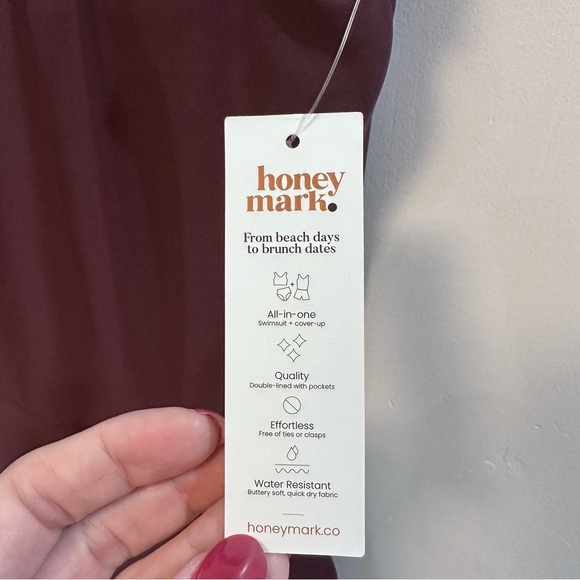 honey
mark.
From beach days
to brunch dates
All-in-one
Swimsuit + cover-up
Quality
Double-lined with pockets
Effortless
Free of ties or clasps
Water Resistant
Buttery soft, quick dry fabric
honeymark.co